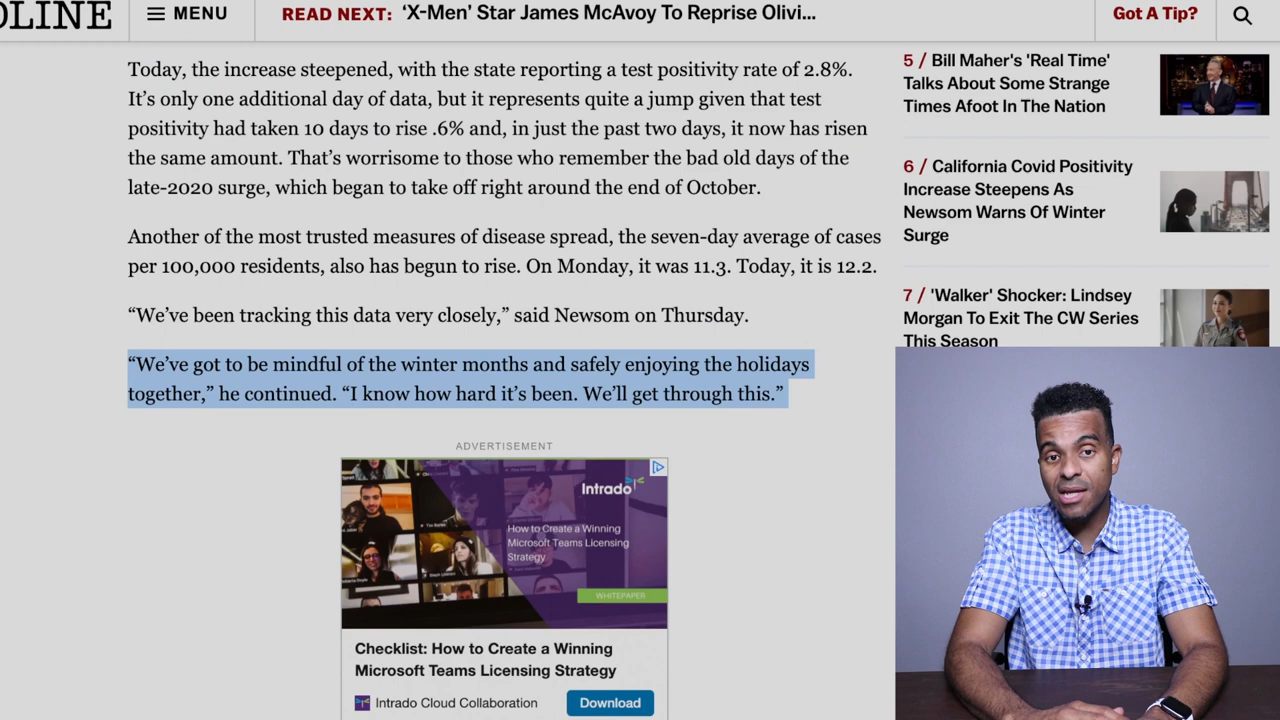 DLINE
MENU
READ NEXT: ‘X-Men’ Star James McAvoy To Reprise Olivi...
Got A Tip?
Today, the increase steepened, with the state reporting a test positivity rate of 2.8%.
It’s only one additional day of data, but it represents quite a jump given that test
positivity had taken 10 days to rise .6% and, in just the past two days, it now has risen
the same amount. That’s worrisome to those who remember the bad old days of the
late-2020 surge, which began to take off right around the end of October.
Another of the most trusted measures of disease spread, the seven-day average of cases
per 100,000 residents, also has begun to rise. On Monday, it was 11.3. Today, it is 12.2.
“We’ve been tracking this data very closely,” said Newsom on Thursday.
“We’ve got to be mindful of the winter months and safely enjoying the holidays
together,” he continued. “I know how hard it’s been. We’ll get through this.”
ADVERTISEMENT
Intrado
How to Create a Winning
Microsoft Teams Licensing
Strategy
WHITEPAPER
Checklist: How to Create a Winning
Microsoft Teams Licensing Strategy
Intrado Cloud Collaboration
Download
5 / Bill Maher's 'Real Time'
Talks About Some Strange
Times Afoot In The Nation
6 / California Covid Positivity
Increase Steepens As
Newsom Warns Of Winter
Surge
7 / 'Walker' Shocker: Lindsey
Morgan To Exit The CW Series
This Season